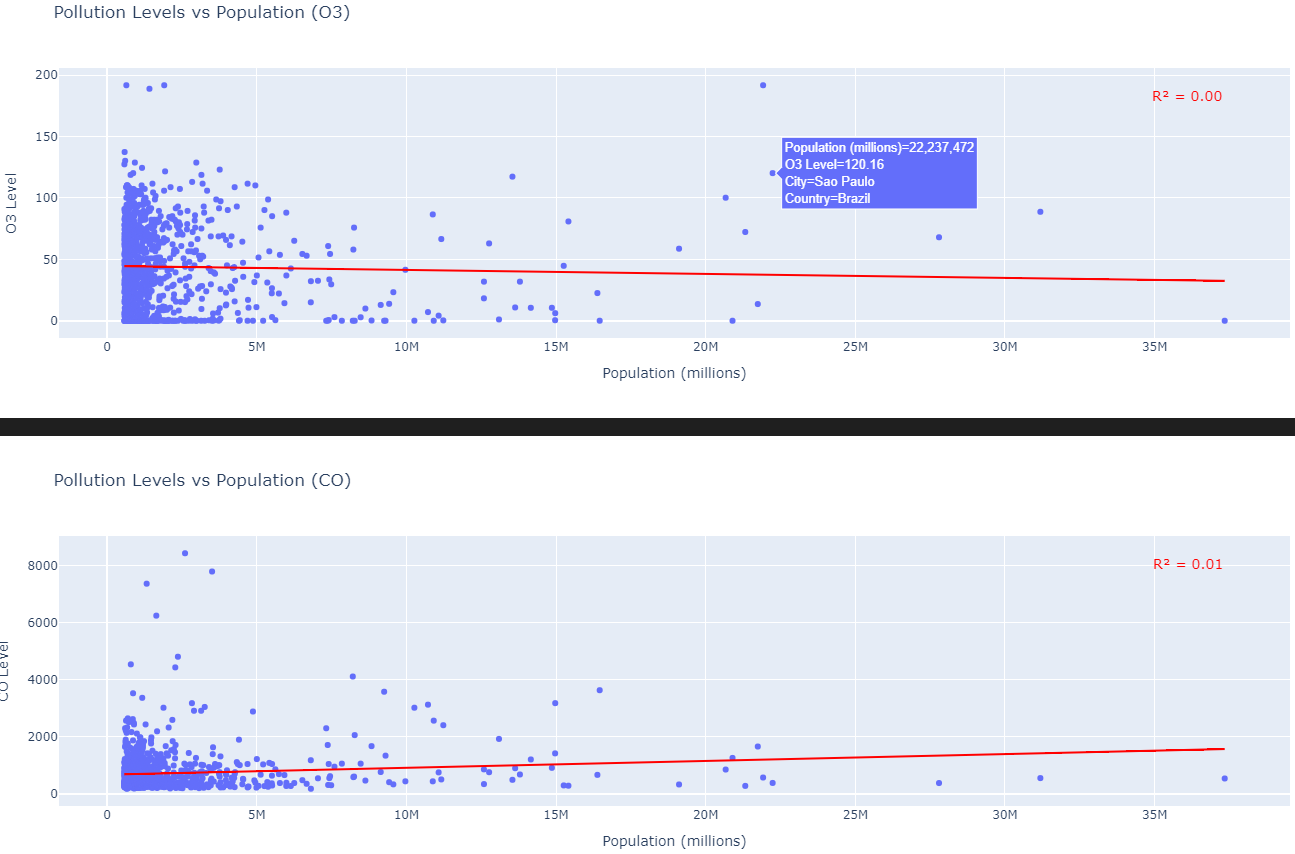 Pollution Levels vs Population (O3)
200
R² = 0.00
150
Population (millions)=22,237,472
O3 Level=120.16
City=Sao Paulo
Country=Brazil
100
O3 Level
50
0
0 5M 10M 15M 20M 25M 30M 35M
Population (millions)
Pollution Levels vs Population (CO)
8000
R² = 0.01
6000
4000
CO Level
2000
0
0 5M 10M 15M 20M 25M 30M 35M
Population (millions)